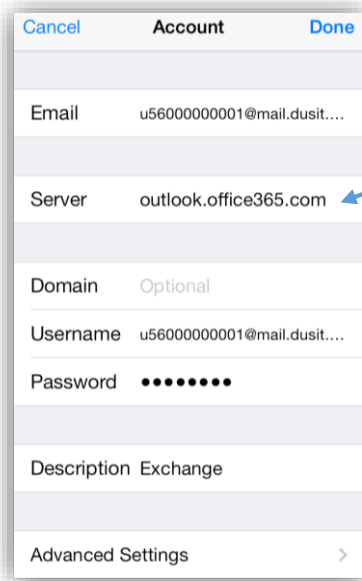 Cancel Account Done
Email u56000000001@mail.dusit....
Server outlook.office365.com
Domain Optional
Username u56000000001@mail.dusit....
Password ••••••••
Description Exchange
Advanced Settings >